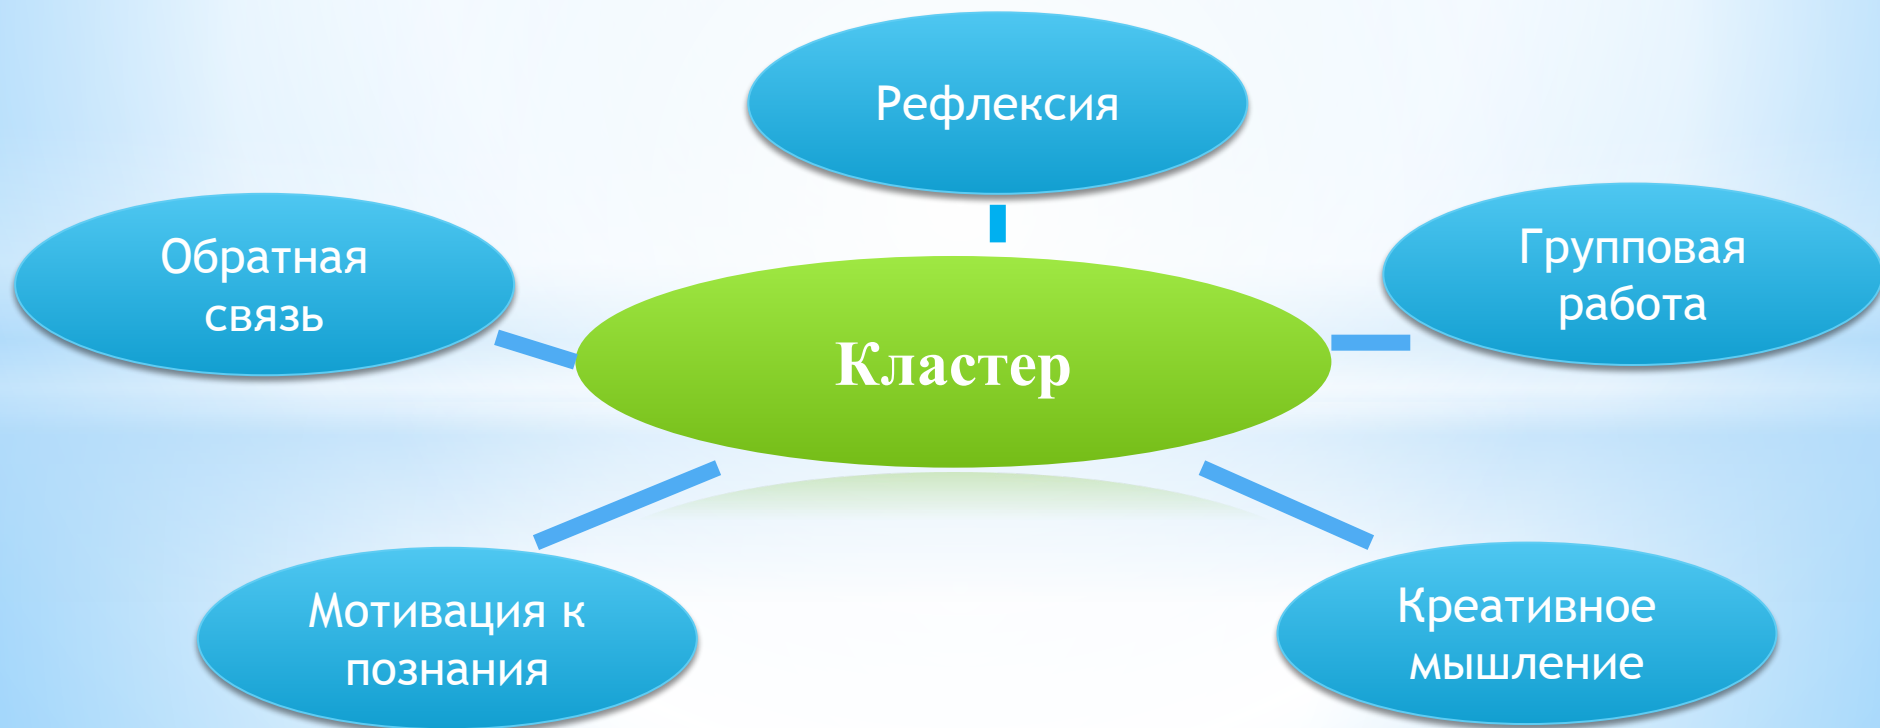 Рефлексия
Обратная
связь
Групповая
работа
Кластер
Мотивация к
познания
Креативное
мышление